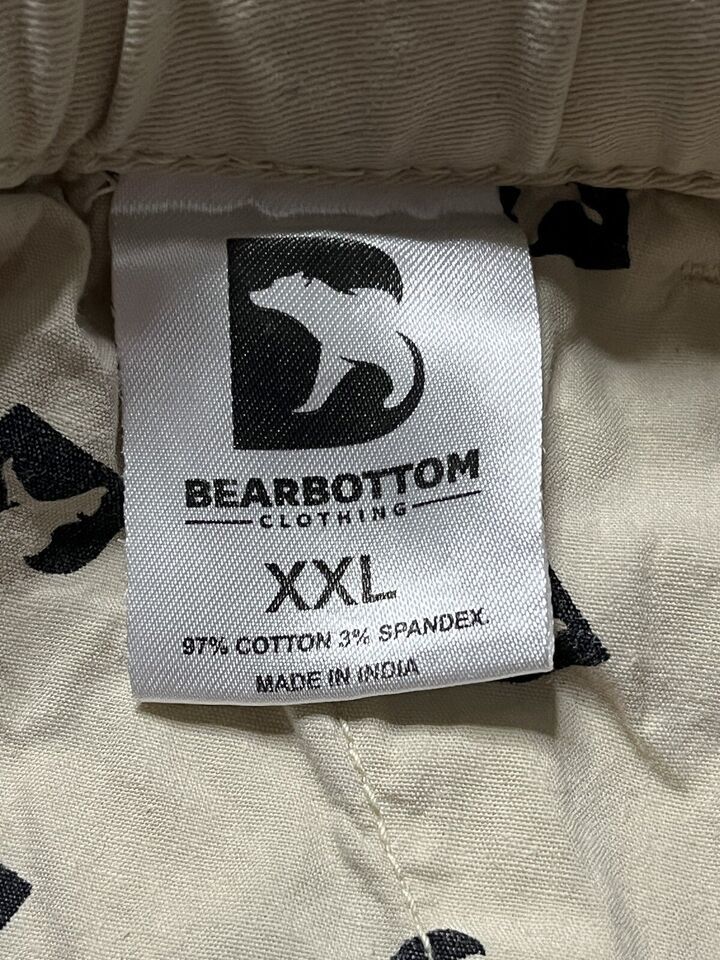 BEARBOTTOM
CLOTHING
XXL
97% COTTON 3% SPANDEX.
MADE IN INDIA